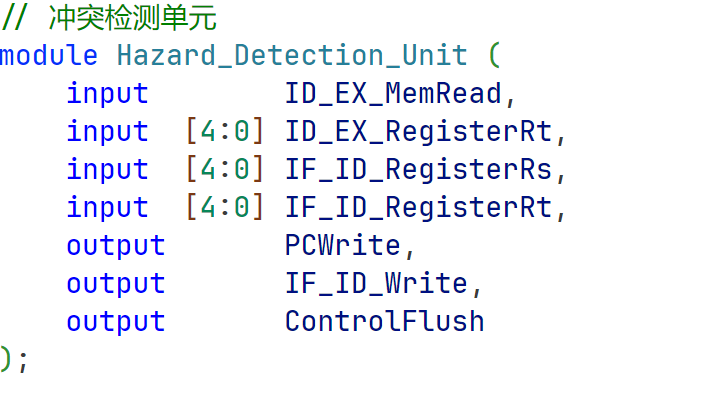 // 冲突检测单元
module Hazard_Detection_Unit (
    input        ID_EX_MemRead,
    input  [4:0] ID_EX_RegisterRt,
    input  [4:0] IF_ID_RegisterRs,
    input  [4:0] IF_ID_RegisterRt,
    output       PCWrite,
    output       IF_ID_Write,
    output       ControlFlush
);